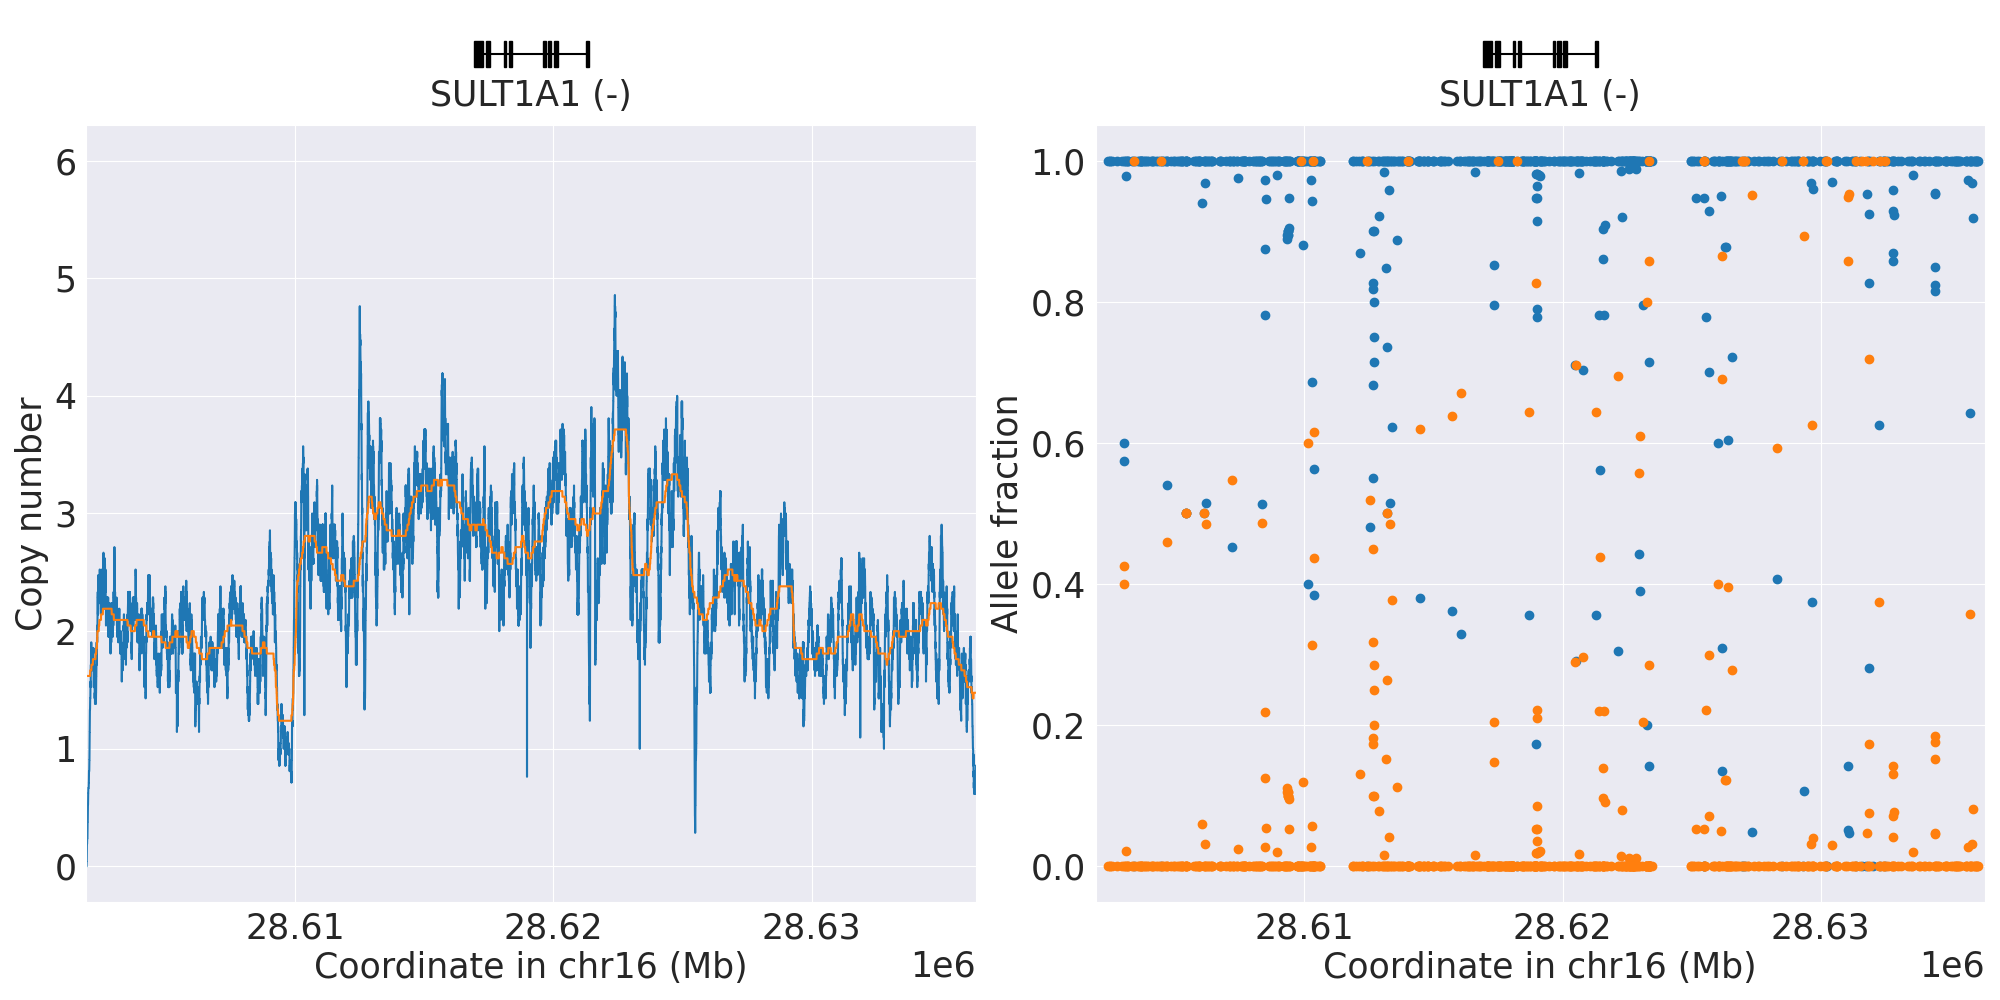 SULT1A1 (-)
6
5
4
3
2
1
0
Copy number
28.61
28.62
28.63
Coordinate in chr16 (Mb)
1e6
SULT1A1 (-)
1.0
0.8
0.6
0.4
0.2
0.0
Allele fraction
28.61
28.62
28.63
Coordinate in chr16 (Mb)
1e6